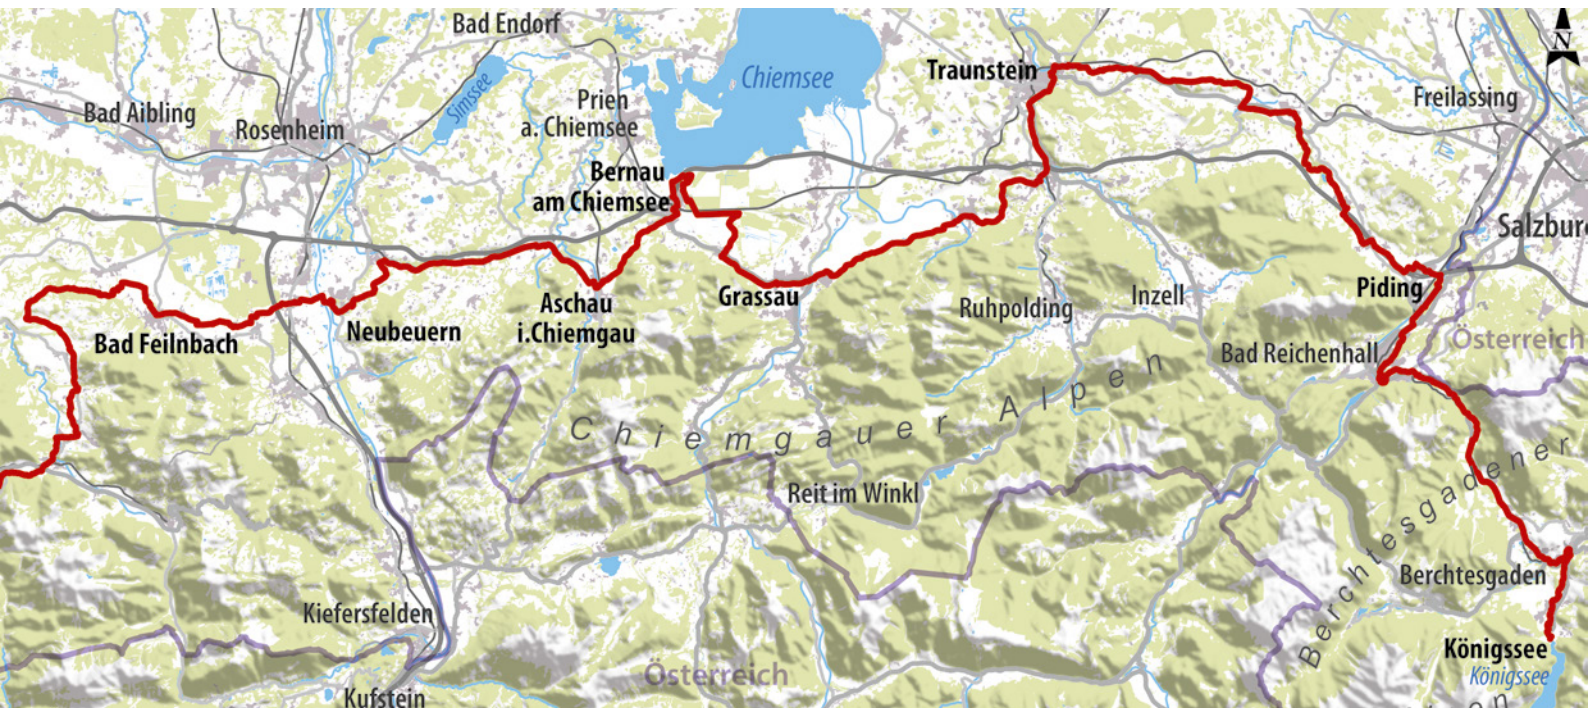 Bad Endorf
N
Traunstein
Chiemsee
Simssee
Prien
a. Chiemsee
Freilassing
Bad Aibling
Rosenheim
Bernau
am Chiemsee
Salzbur
Piding
Aschau
i.Chiemgau
Grassau
Ruhpolding
Inzell
Bad Feilnbach
Neubeuern
Österreich
Bad Reichenhall
Chiemgauer Alpen
Reit im Winkl
Berchtesgadener
Berchtesgaden
Kiefersfelden
Königssee
Königssee
Österreich
Kufstein